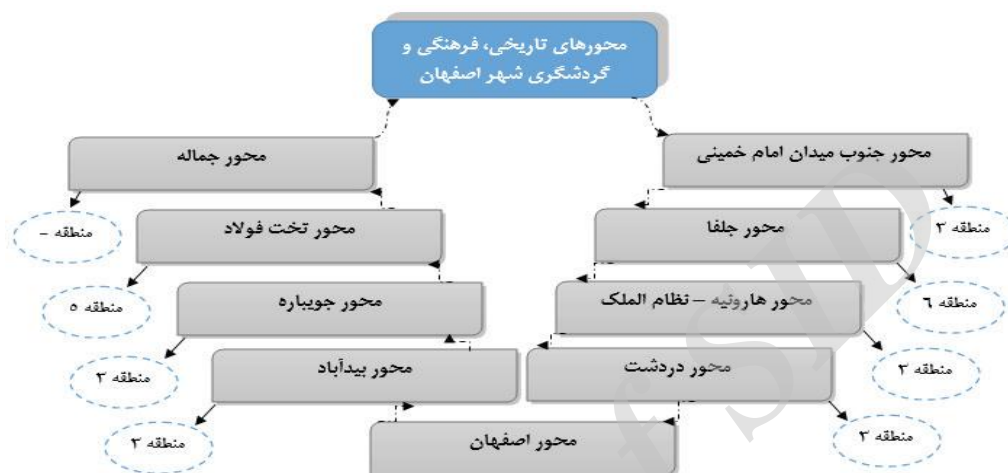 محورهای تاریخی، فرهنگی و
گردشگری شهر اصفهان
محور جنوب میدان امام خمینی
محور جماله
منطقه ۳
منطقه –
محور جلفا
محور تخت فولاد
منطقه ۶
منطقه ۵
محور هارونیه – نظام الملک
محور جویباره
منطقه ۳
منطقه ۳
محور دردشت
محور بیدآباد
منطقه ۳
منطقه ۳
محور اصفهان